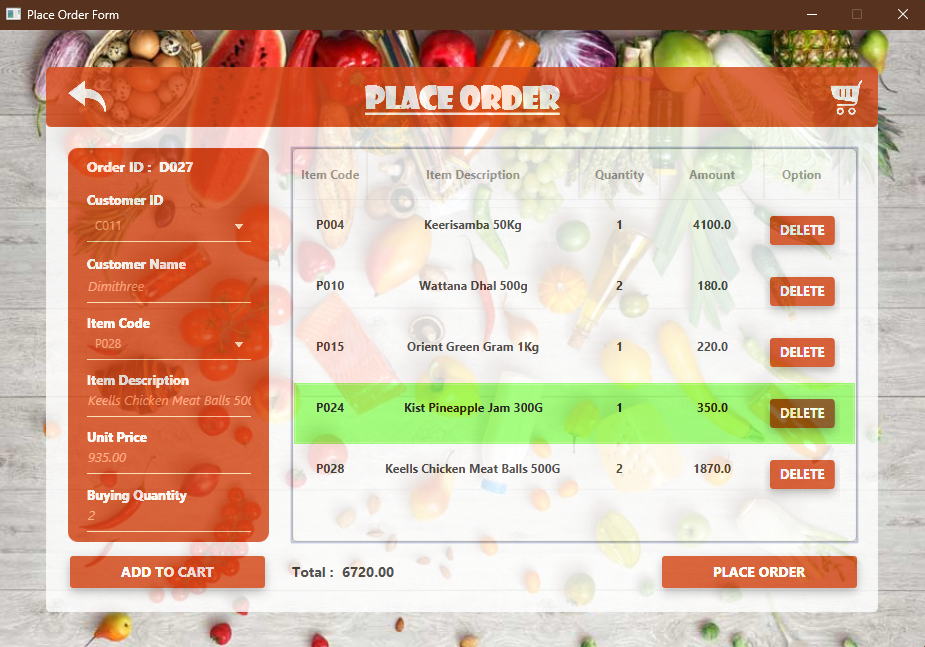 Place Order Form
PLACE ORDER
Order ID : D027
Customer ID
C011
Customer Name
Dimithree
Item Code
P028
Item Description
Keells Chicken Meat Balls 500
Unit Price
935.00
Buying Quantity
2
ADD TO CART
Item Code Item Description Quantity Amount Option
P004 Keerisamba 50Kg 1 4100.0 DELETE
P010 Wattana Dhal 500g 2 180.0 DELETE
P015 Orient Green Gram 1Kg 1 220.0 DELETE
P024 Kist Pineapple Jam 300G 1 350.0 DELETE
P028 Keells Chicken Meat Balls 500G 2 1870.0 DELETE
Total : 6720.00
PLACE ORDER